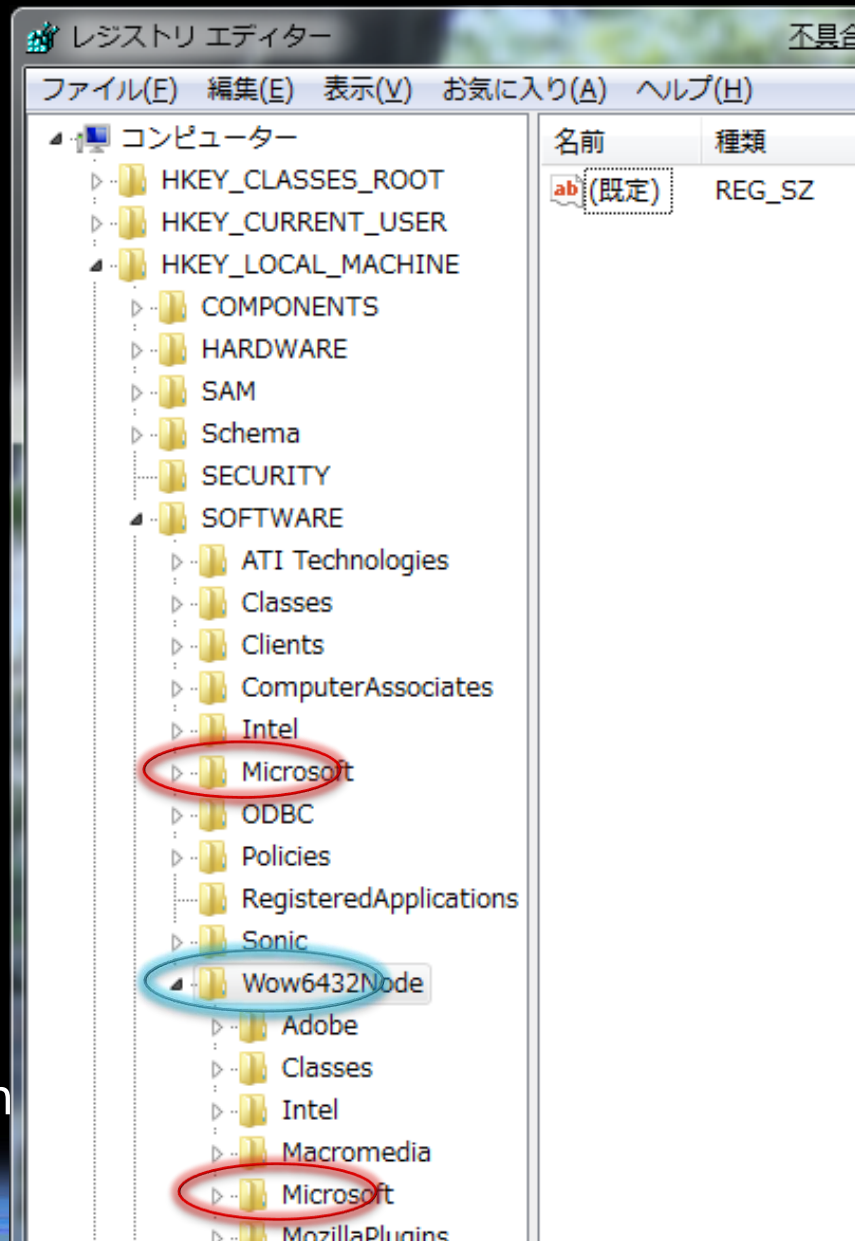 レジストリ エディター
不具合
ファイル(F) 編集(E) 表示(V) お気に入り(A) ヘルプ(H)
コンピューター
名前 種類
HKEY_CLASSES_ROOT
ab (既定) REG_SZ
HKEY_CURRENT_USER
HKEY_LOCAL_MACHINE
COMPONENTS
HARDWARE
SAM
Schema
SECURITY
SOFTWARE
ATI Technologies
Classes
Clients
ComputerAssociates
Intel
Microsoft
ODBC
Policies
RegisteredApplications
Sonic
Wow6432Node
Adobe
Classes
Intel
Macromedia
Microsoft
MozillaPlugins